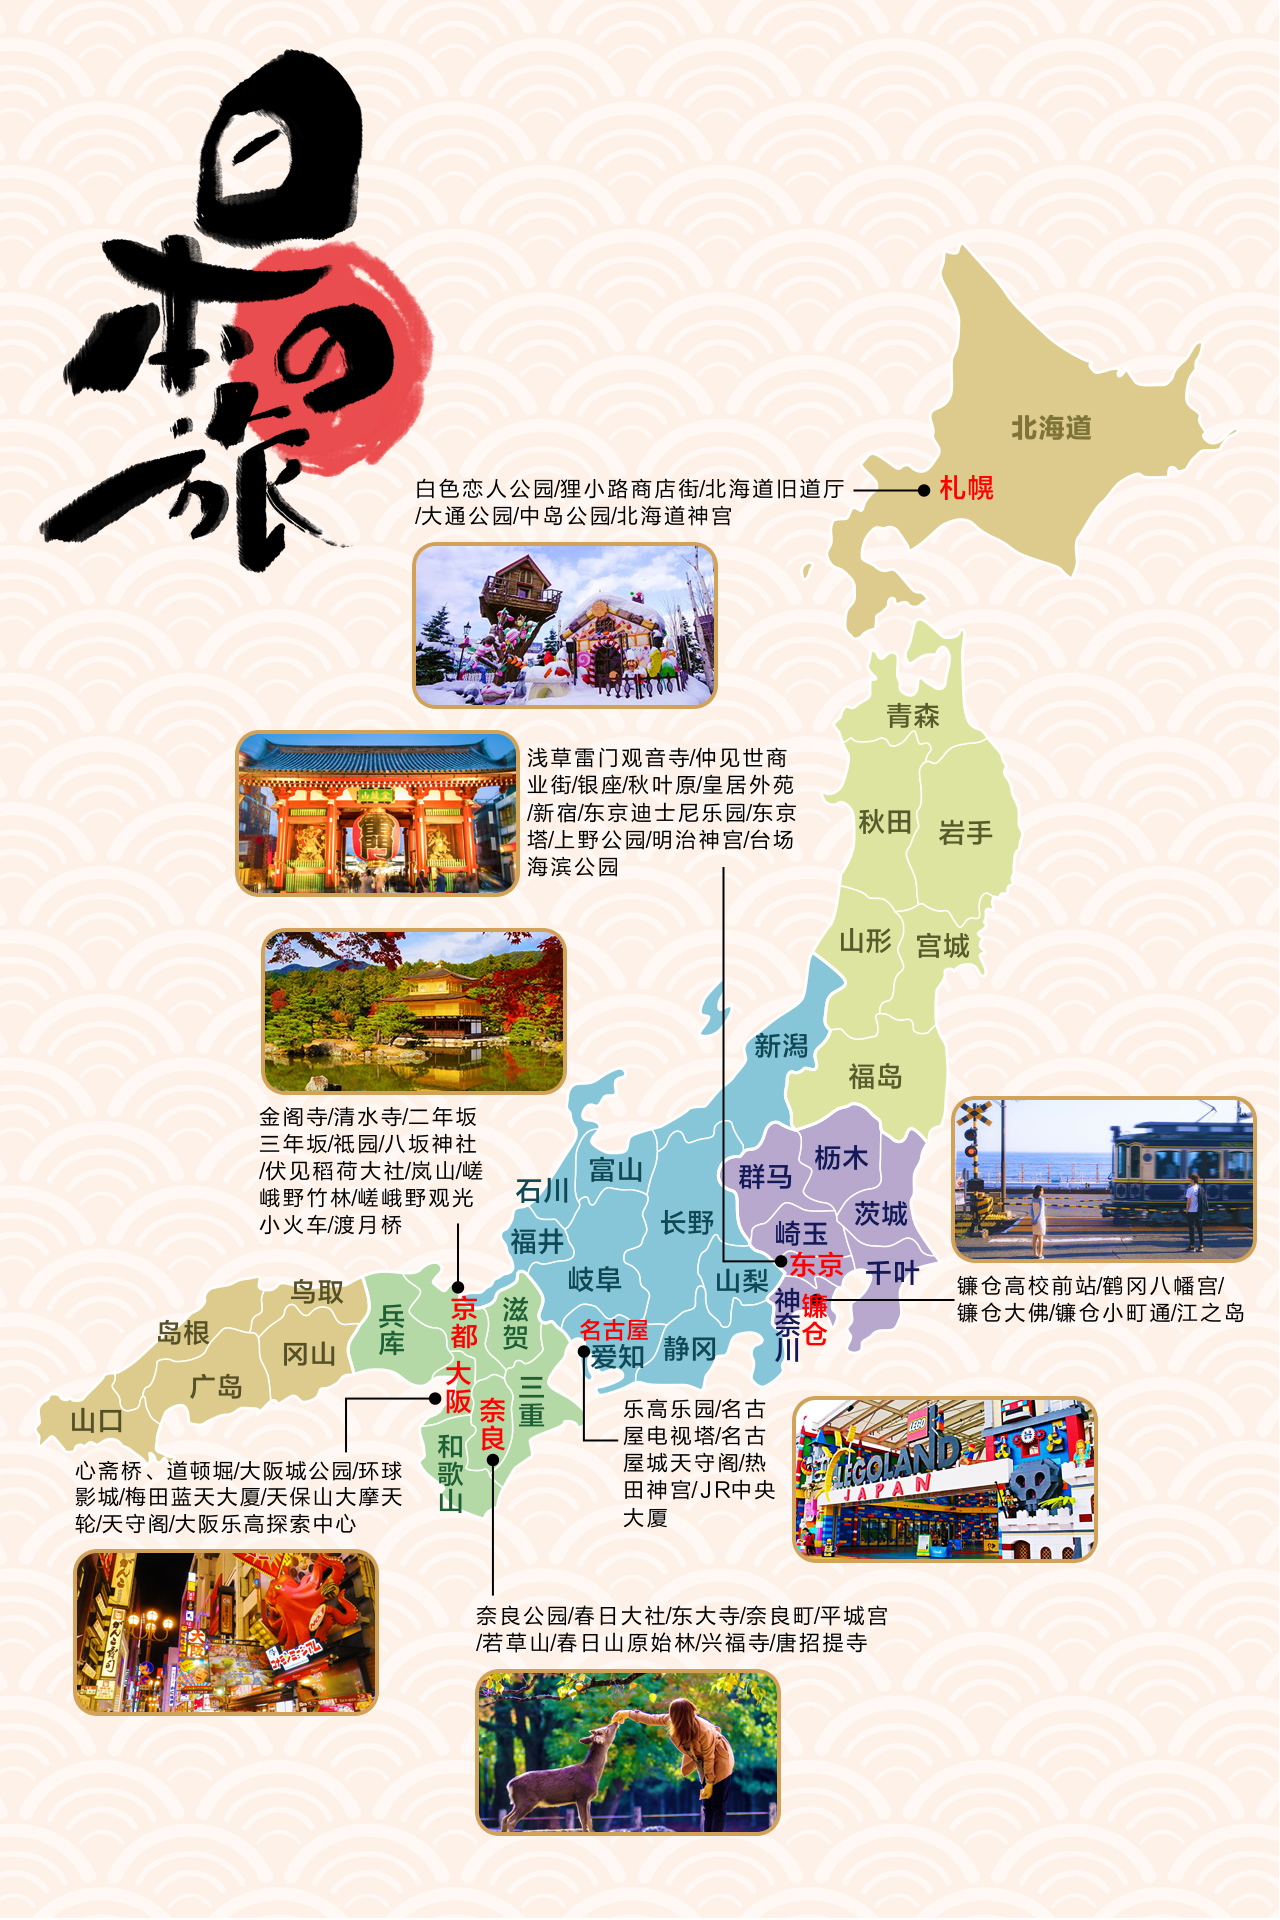 日
本の
旅
北海道
札幌
白色恋人公园/狸小路商店街/北海道旧道厅
/大通公园/中岛公园/北海道神宫
青森
浅草雷门观音寺/仲见世商
业街/银座/秋叶原/皇居外苑
/新宿/东京迪士尼乐园/东京
塔/上野公园/明治神宫/台场
海滨公园
雷門
秋田
岩手
山形
宫城
新潟
福岛
金阁寺/清水寺/二年坂
三年坂/祗园/八坂神社
/伏见稻荷大社/岚山/嵯
峨野竹林/嵯峨野观光
小火车/渡月桥
群马
枥木
茨城
富山
石川
长野
福井
崎玉
东京
千叶
岐阜
山梨
神奈川
镰仓
镰仓高校前站/鹤冈八幡宫/
镰仓大佛/镰仓小町通/江之岛
鸟取
岛根
冈山
广岛
山口
兵库
京都
滋贺
名古屋
爱知
静冈
大阪
奈良
三重
和歌山
乐高乐园/名古
屋电视塔/名古
屋城天守阁/热
田神宫/JR中央
大厦
LEGO
LEGOLAND
JAPAN
心斋桥、道顿堀/大阪城公园/环球
影城/梅田蓝天大厦/天保山大摩天
轮/天守阁/大阪乐高探索中心
奈良公园/春日大社/东大寺/奈良町/平城宫
/若草山/春日山原始林/兴福寺/唐招提寺